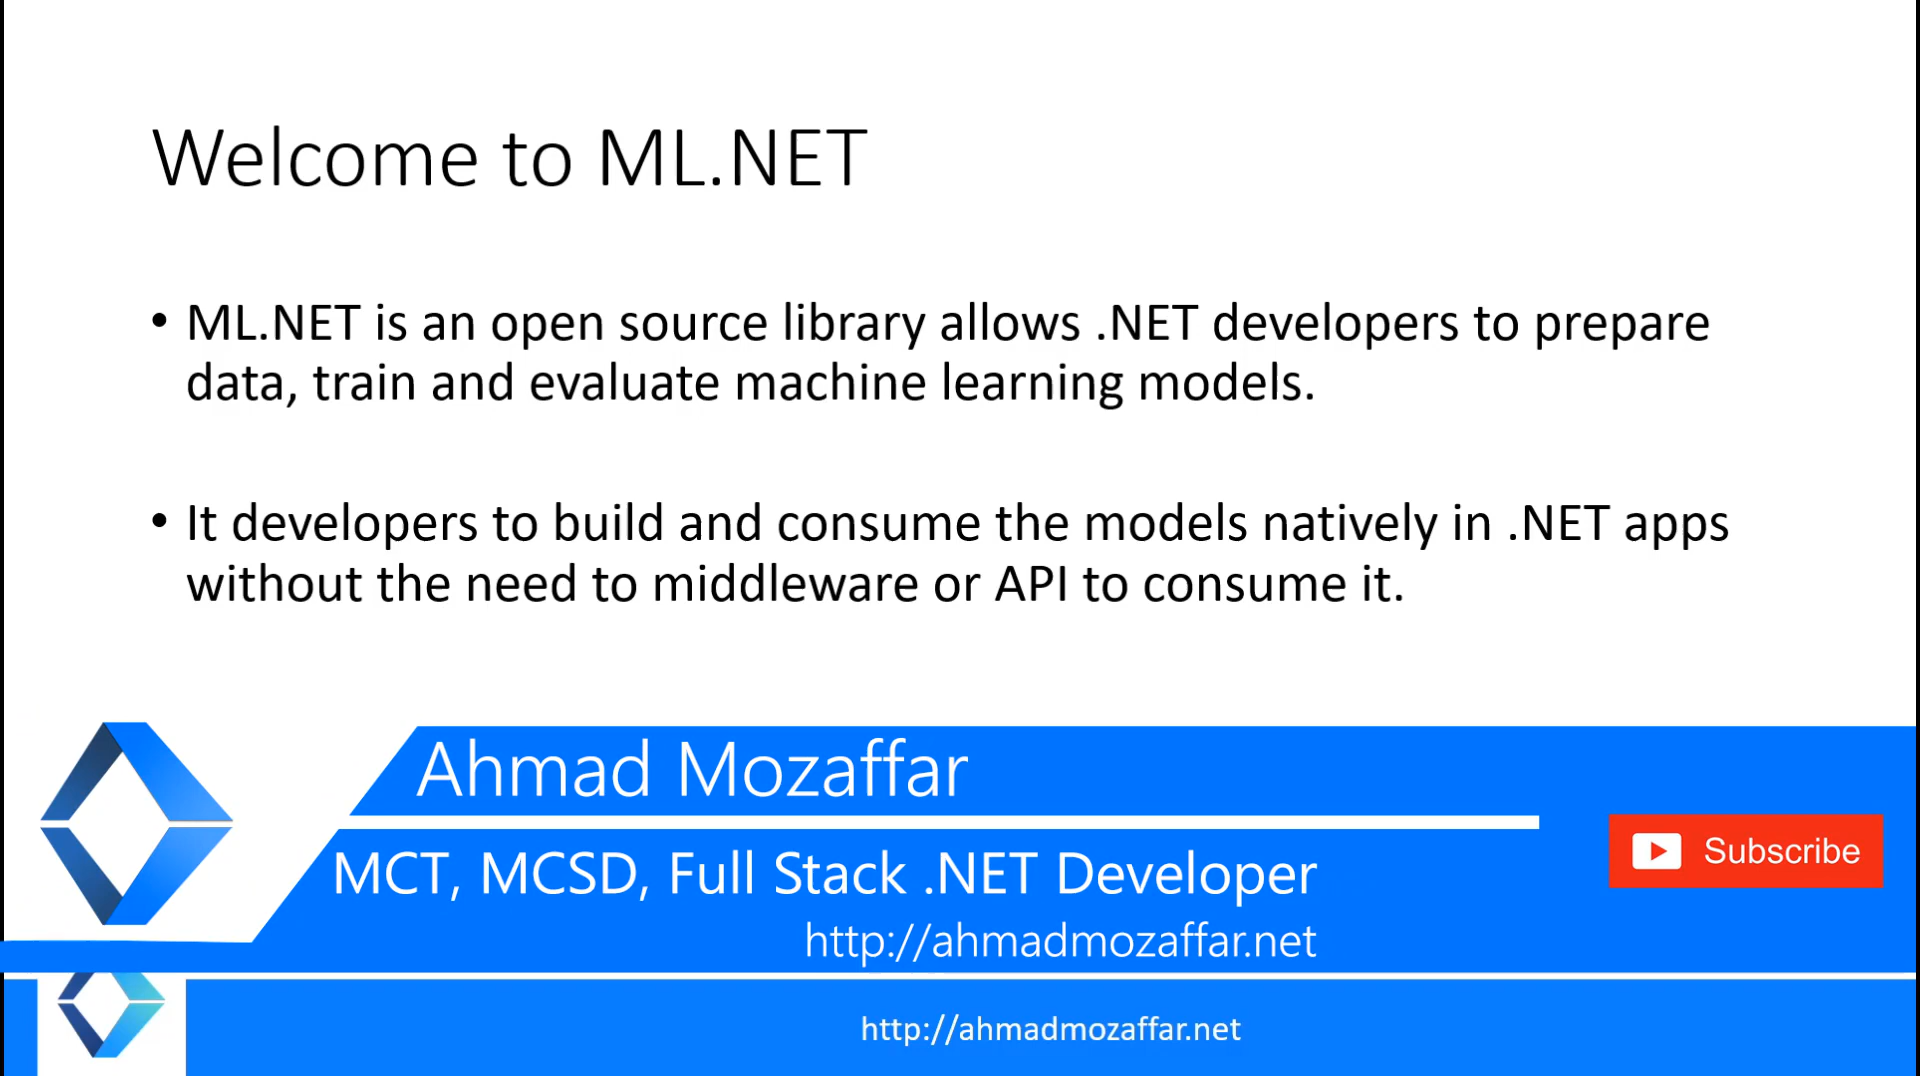 Welcome to ML.NET
• ML.NET is an open source library allows .NET developers to prepare
data, train and evaluate machine learning models.
• It developers to build and consume the models natively in .NET apps
without the need to middleware or API to consume it.
Ahmad Mozaffar
MCT, MCSD, Full Stack .NET Developer
http://ahmadmozaffar.net
Subscribe
http://ahmadmozaffar.net